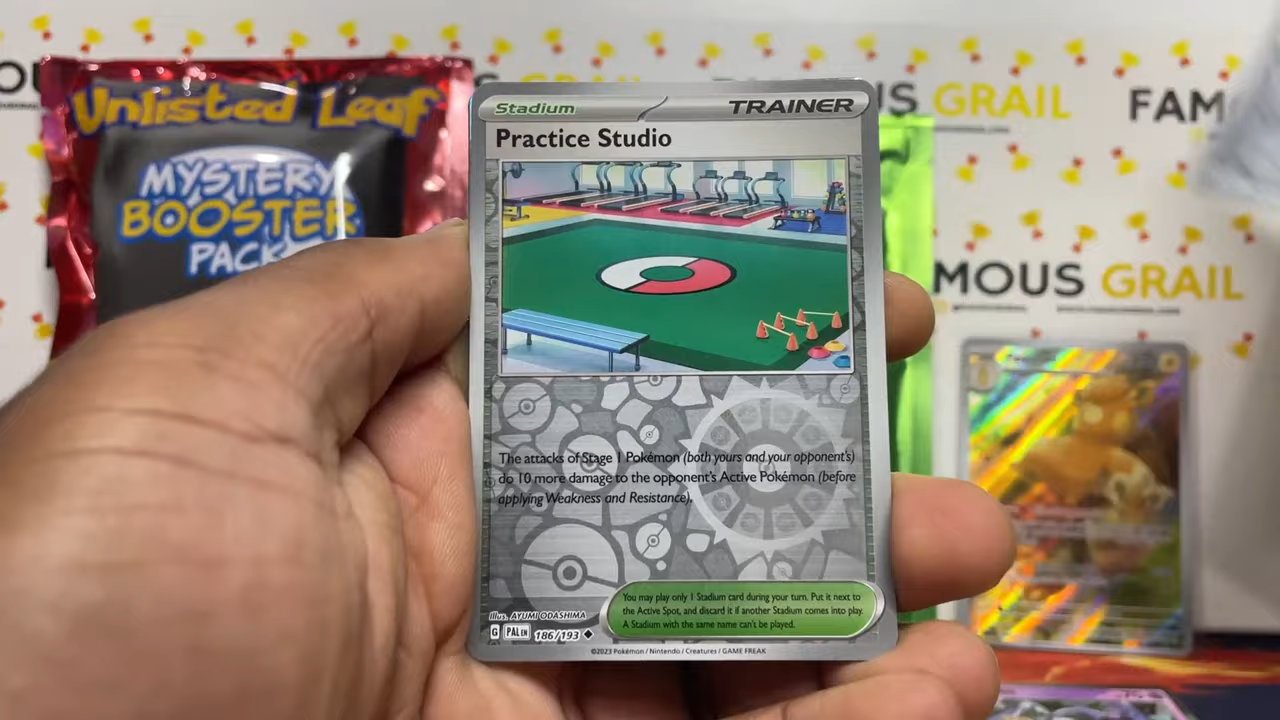 Unlisted Leaf
MYSTERY
BOOSTER
PACK
US GRAIL
FAM
MOUS GRAIL
Stadium
TRAINER
Practice Studio
The attacks of Stage 1 Pokémon (both yours and your opponent's)
do 10 more damage to the opponent's Active Pokémon (before
applying Weakness and Resistance).
You may play only 1 Stadium card during your turn. Put it next to
the Active Spot, and discard it if another Stadium comes into play.
A Stadium with the same name can't be played.
Illus. AYUMI ODASHIMA
G PAL EN 186/193
©2023 Pokémon / Nintendo / Creatures / GAME FREAK